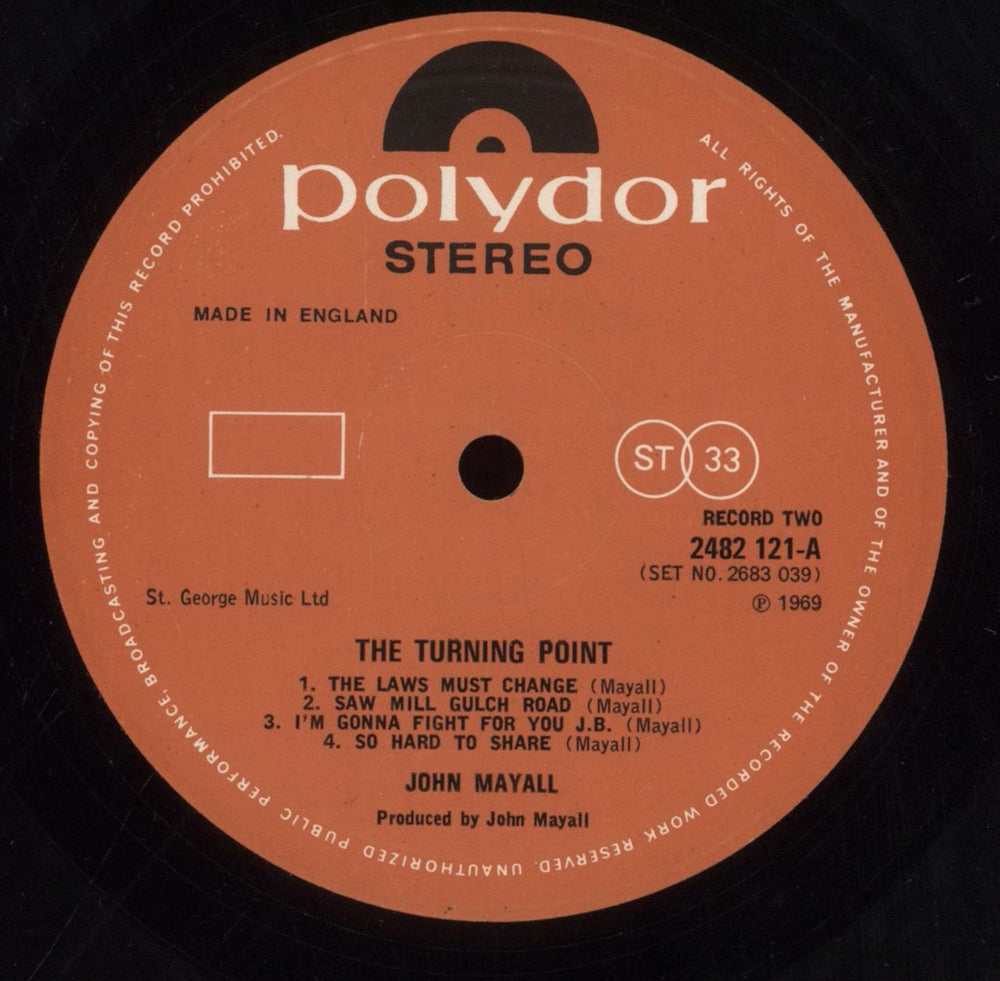 polydor
STEREO
MADE IN ENGLAND
ST 33
RECORD TWO
2482 121-A
(SET NO. 2683 039)
St. George Music Ltd
℗ 1969
THE TURNING POINT
1. THE LAWS MUST CHANGE (Mayall)
2. SAW MILL GULCH ROAD (Mayall)
3. I'M GONNA FIGHT FOR YOU J.B. (Mayall)
4. SO HARD TO SHARE (Mayall)
JOHN MAYALL
Produced by John Mayall
ALL RIGHTS OF THE MANUFACTURER AND OF THE OWNER OF THE RECORDED WORK RESERVED. UNAUTHORIZED PUBLIC PERFORMANCE, BROADCASTING AND COPYING OF THIS RECORD PROHIBITED.